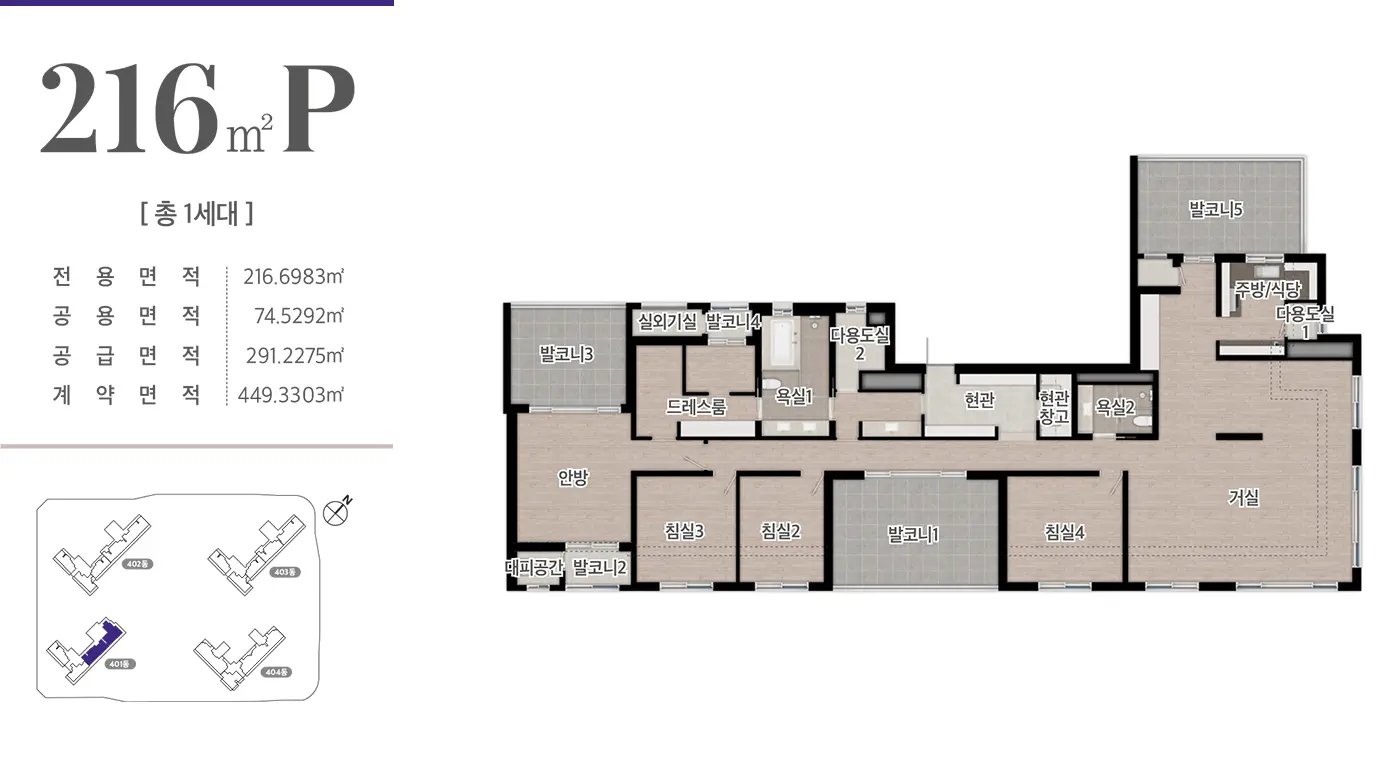 216㎡P
[ 총 1세대 ]
전 용 면 적 216.6983㎡
공 용 면 적 74.5292㎡
공 급 면 적 291.2275㎡
계 약 면 적 449.3303㎡
N
402동
403동
401동
404동
발코니5
주방/식당
다용도실
1
실외기실
발코니4
다용도실
2
발코니3
드레스룸
욕실1
현관
현관
창고
욕실2
안방
거실
침실3
침실2
발코니1
침실4
대피공간
발코니2